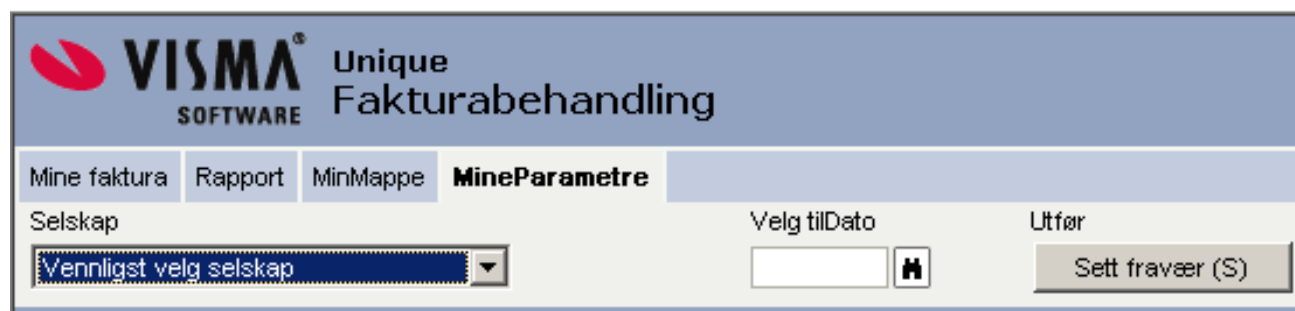 VISMA®
SOFTWARE
Unique
Fakturabehandling
Mine faktura Rapport MinMappe MineParametre
Selskap Velg tilDato Utfør
Vennligst velg selskap Sett fravær (S)